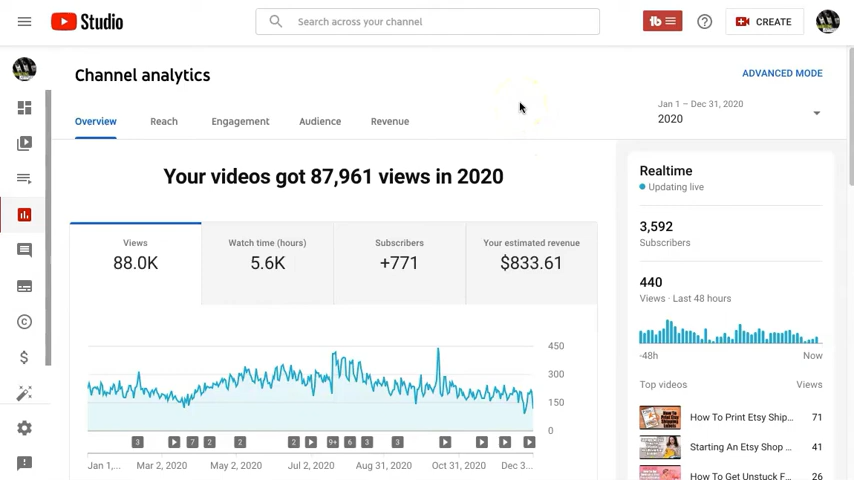 Studio
Search across your channel
tb
CREATE
Channel analytics
ADVANCED MODE
Jan 1 – Dec 31, 2020
2020
Overview
Reach
Engagement
Audience
Revenue
Your videos got 87,961 views in 2020
Views
88.0K
Watch time (hours)
5.6K
Subscribers
+771
Your estimated revenue
$833.61
450
300
150
0
3
7
2
2
2
9+
6
3
3
Jan 1,...
Mar 2, 2020
May 2, 2020
Jul 2, 2020
Aug 31, 2020
Oct 31, 2020
Dec 3...
Realtime
Updating live
3,592
Subscribers
440
Views · Last 48 hours
-48h
Now
Top videos
Views
How To Print Etsy Ship...
71
Starting An Etsy Shop ...
41
How To Get Unstuck F...
26